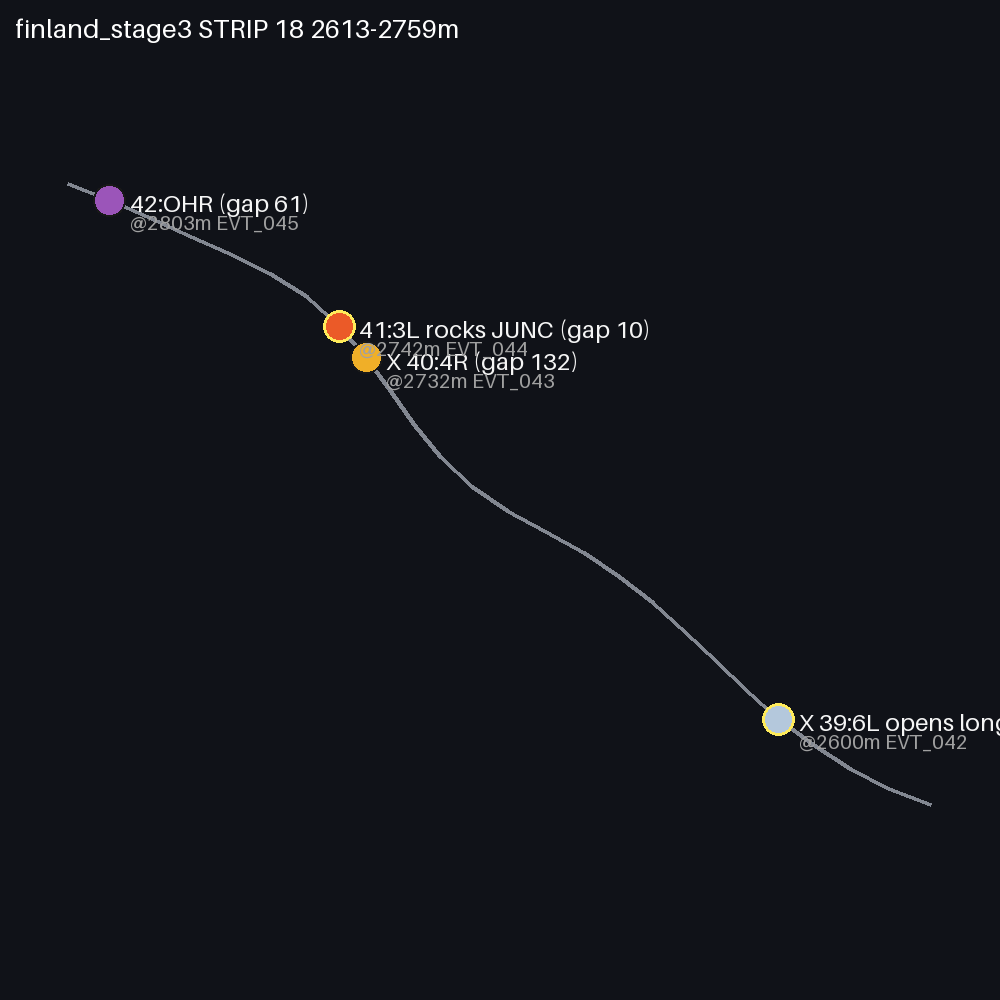 finland_stage3 STRIP 18 2613-2759m
42:OHR (gap 61)
@2803m EVT_045
41:3L rocks JUNC (gap 10)
@2742m EVT_044
X 40:4R (gap 132)
@2732m EVT_043
X 39:6L opens long
@2600m EVT_042